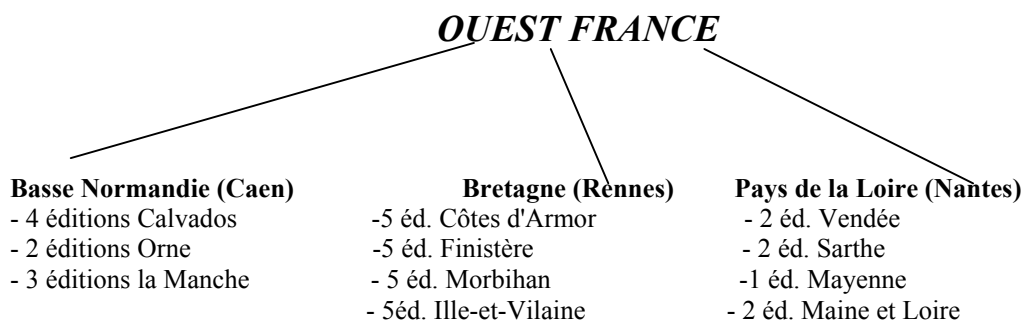 OUEST FRANCE
Basse Normandie (Caen)
- 4 éditions Calvados
- 2 éditions Orne
- 3 éditions la Manche
Bretagne (Rennes)
-5 éd. Côtes d'Armor
-5 éd. Finistère
- 5 éd. Morbihan
- 5éd. Ille-et-Vilaine
Pays de la Loire (Nantes)
- 2 éd. Vendée
- 2 éd. Sarthe
-1 éd. Mayenne
- 2 éd. Maine et Loire